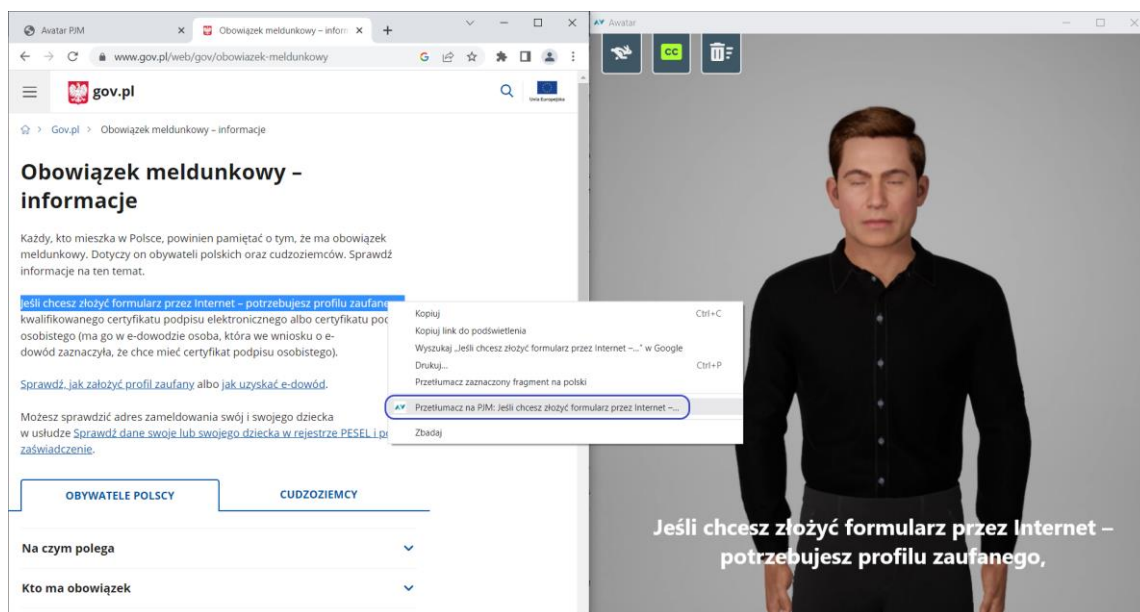 Avatar PJM
Obowiązek meldunkowy – inform
www.gov.pl/web/gov/obowiazek-meldunkowy
gov.pl
Unia Europejska
Gov.pl > Obowiązek meldunkowy – informacje
Obowiązek meldunkowy –
informacje
Każdy, kto mieszka w Polsce, powinien pamiętać o tym, że ma obowiązek
meldunkowy. Dotyczy on obywateli polskich oraz cudzoziemców. Sprawdź
informacje na ten temat.
Jeśli chcesz złożyć formularz przez Internet – potrzebujesz profilu zaufane
kwalifikowanego certyfikatu podpisu elektronicznego albo certyfikatu pod
osobistego (ma go w e-dowodzie osoba, która we wniosku o e-
dowód zaznaczyła, że chce mieć certyfikat podpisu osobistego).
Sprawdź, jak założyć profil zaufany albo jak uzyskać e-dowód.
Możesz sprawdzić adres zameldowania swój i swojego dziecka
w usłudze Sprawdź dane swoje lub swojego dziecka w rejestrze PESEL i po
zaświadczenie.
OBYWATELE POLSCY
CUDZOZIEMCY
Na czym polega
Kto ma obowiązek
Kopiuj Ctrl+C
Kopiuj link do podświetlenia
Wyszukaj „Jeśli chcesz złożyć formularz przez Internet –...” w Google
Drukuj... Ctrl+P
Przetłumacz zaznaczony fragment na polski
Przetłumacz na PJM: Jeśli chcesz złożyć formularz przez Internet –...
Zbadaj
Awatar
CC
Jeśli chcesz złożyć formularz przez Internet –
potrzebujesz profilu zaufanego,